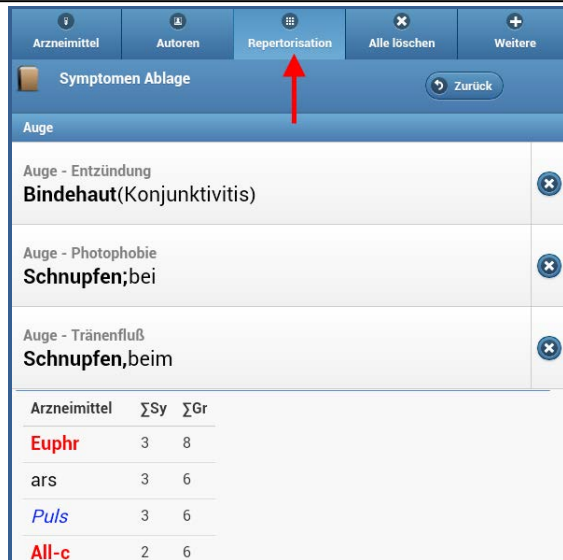 Arzneimittel Autoren Repertorisation Alle löschen Weitere
Symptomen Ablage Zurück
Auge
Auge - Entzündung
Bindehaut(Konjunktivitis)
Auge - Photophobie
Schnupfen;bei
Auge - Tränenfluß
Schnupfen,beim
Arzneimittel ∑Sy ∑Gr
Euphr 3 8
ars 3 6
Puls 3 6
All-c 2 6